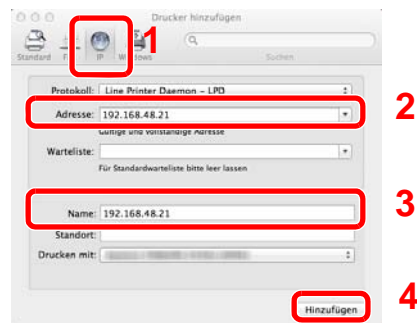 Drucker hinzufügen
1
Standard
IP
Windows
Suchen
Protokoll: Line Printer Daemon – LPD
Adresse: 192.168.48.21
2
Gültige und vollständige Adresse
Warteliste:
Für Standardwarteliste bitte leer lassen
Name: 192.168.48.21
3
Standort:
Drucken mit:
Hinzufügen
4